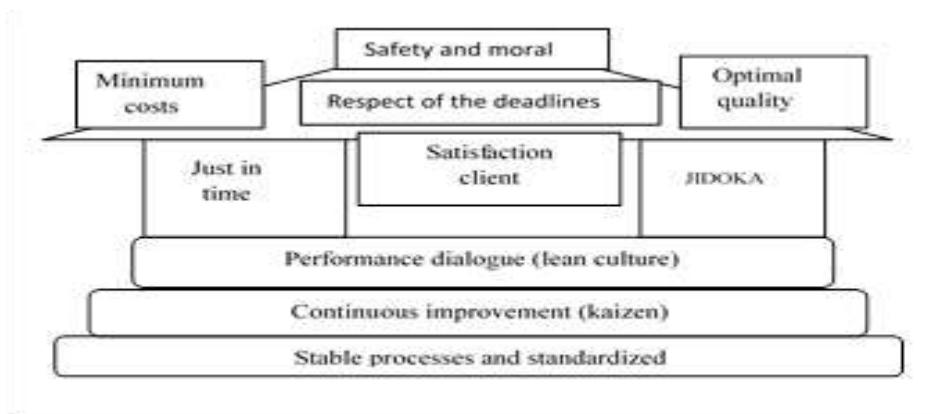 Safety and moral
Minimum
costs
Optimal
quality
Respect of the deadlines
Just in
time
Satisfaction
client
JIDOKA
Performance dialogue (lean culture)
Continuous improvement (kaizen)
Stable processes and standardized